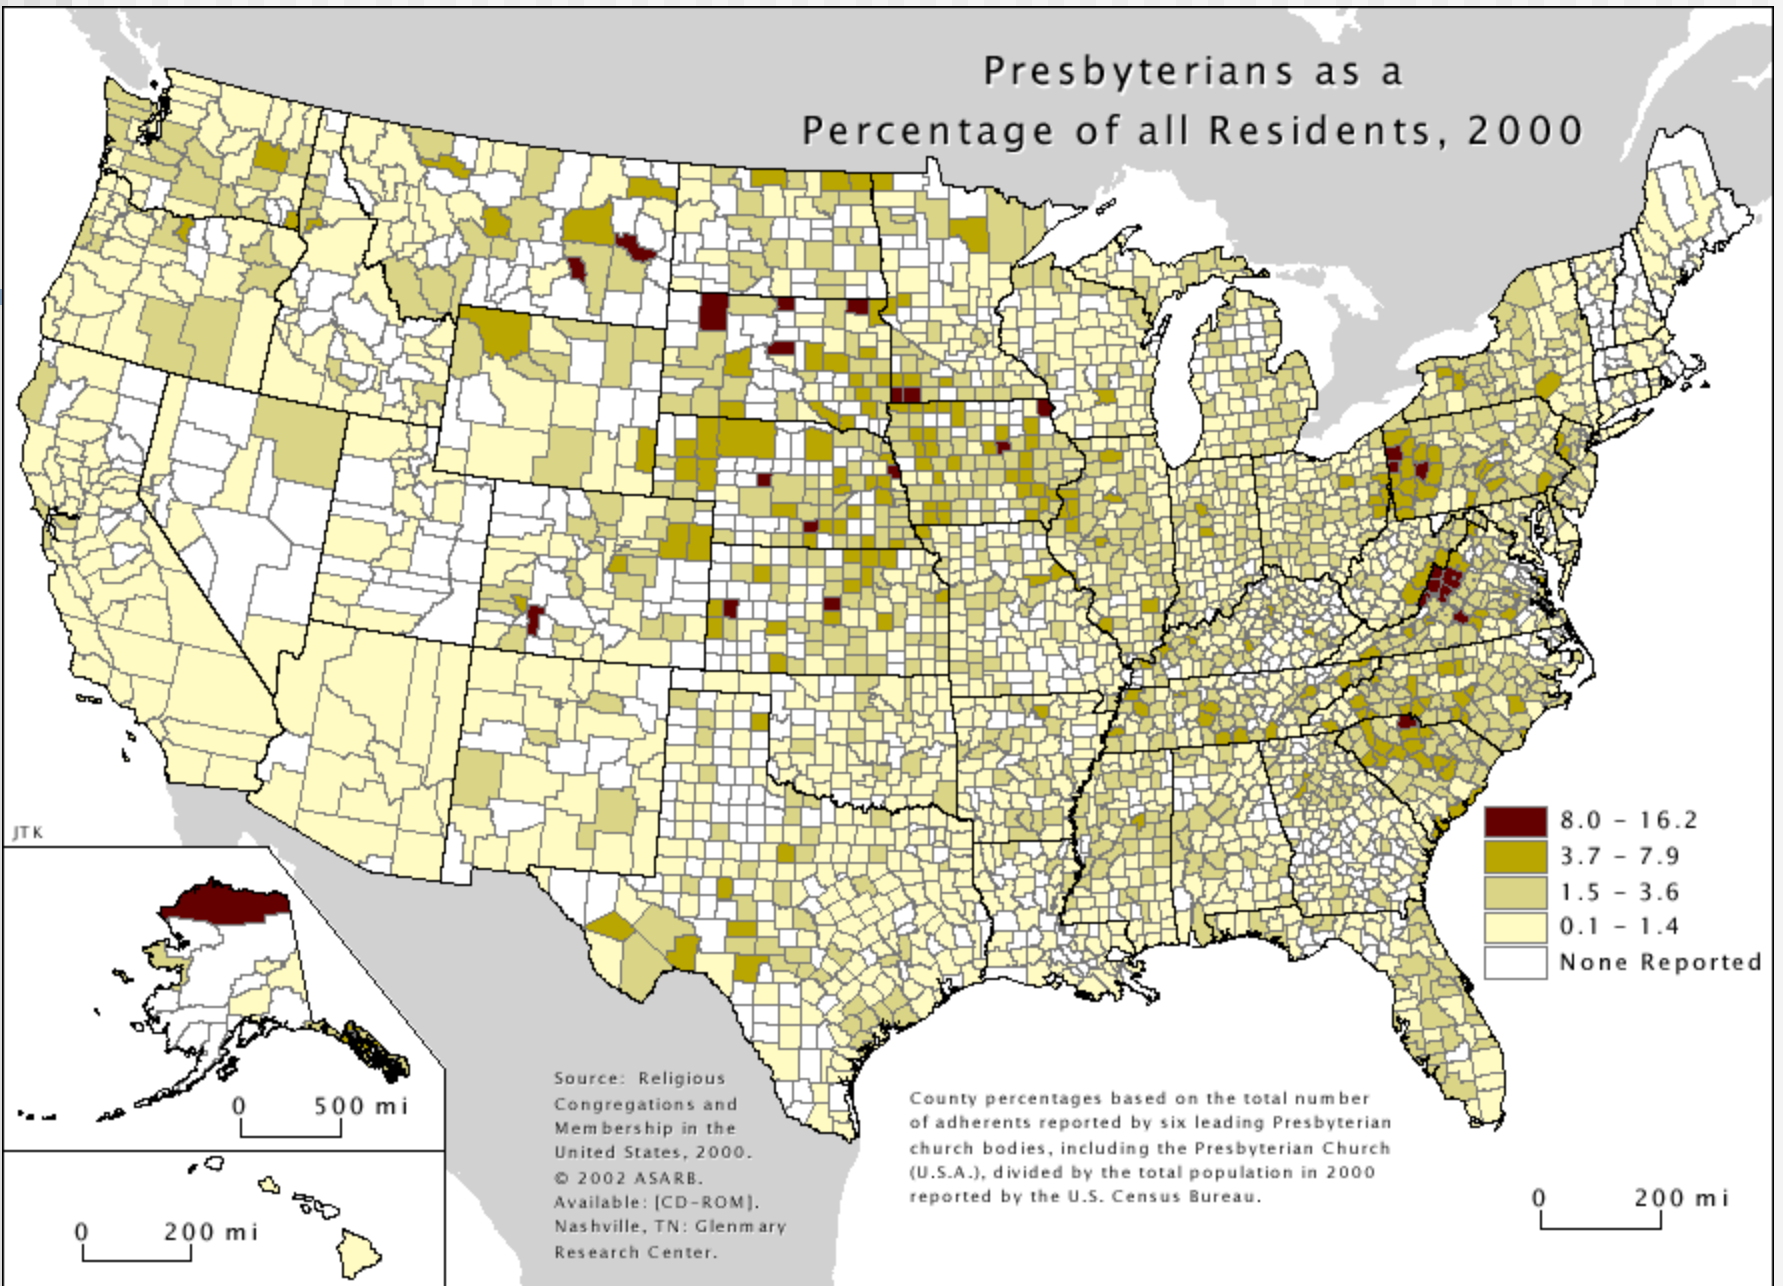 Presbyterians as a
Percentage of all Residents, 2000
JTK
8.0 - 16.2
3.7 - 7.9
1.5 - 3.6
0.1 - 1.4
None Reported
0 500 mi
0 200 mi
Source: Religious
Congregations and
Membership in the
United States, 2000.
© 2002 ASARB.
Available: [CD-ROM].
Nashville, TN: Glenmary
Research Center.
County percentages based on the total number
of adherents reported by six leading Presbyterian
church bodies, including the Presbyterian Church
(U.S.A.), divided by the total population in 2000
reported by the U.S. Census Bureau.
0 200 mi